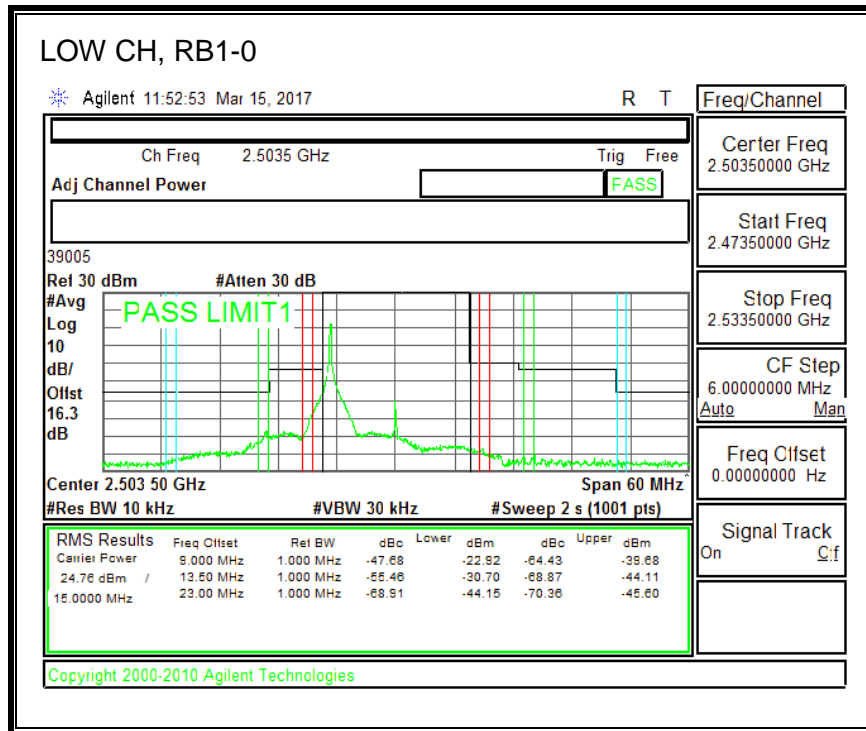 LOW CH, RB1-0
Agilent 11:52:53 Mar 15, 2017 R T
Freq/Channel
Ch Freq 2.5035 GHz Trig Free
Adj Channel Power PASS
Center Freq
2.50350000 GHz
Start Freq
2.47350000 GHz
39005
Ref 30 dBm #Atten 30 dB
#Avg
Log
10
dB/
Offst
16.3
dB
PASS LIMIT1
Stop Freq
2.53350000 GHz
CF Step
6.00000000 MHz
Auto Man
Freq Offset
0.00000000 Hz
Center 2.503 50 GHz Span 60 MHz^
#Res BW 10 kHz #VBW 30 kHz #Sweep 2 s (1001 pts)
Signal Track
On Off
RMS Results Freq Offset Ref BW dBc Lower dBm dBc Upper dBm
Carrier Power 9.000 MHz 1.000 MHz -47.68 -22.92 -64.43 -39.68
24.76 dBm / 13.50 MHz 1.000 MHz -55.46 -30.70 -68.87 -44.11
15.0000 MHz 23.00 MHz 1.000 MHz -68.91 -44.15 -70.36 -45.60
Copyright 2000-2010 Agilent Technologies